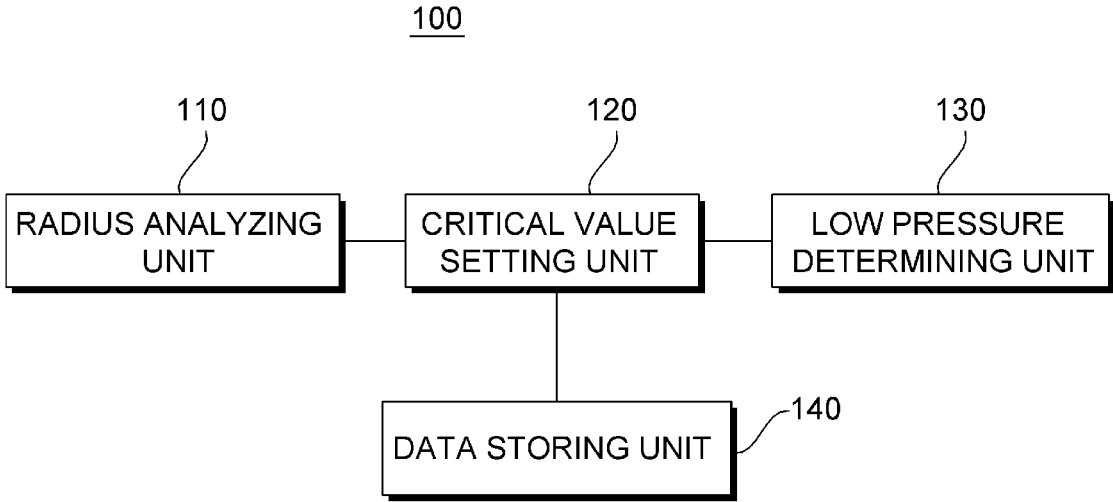 100
110
120
130
RADIUS ANALYZING
UNIT
CRITICAL VALUE
SETTING UNIT
LOW PRESSURE
DETERMINING UNIT
DATA STORING UNIT
140